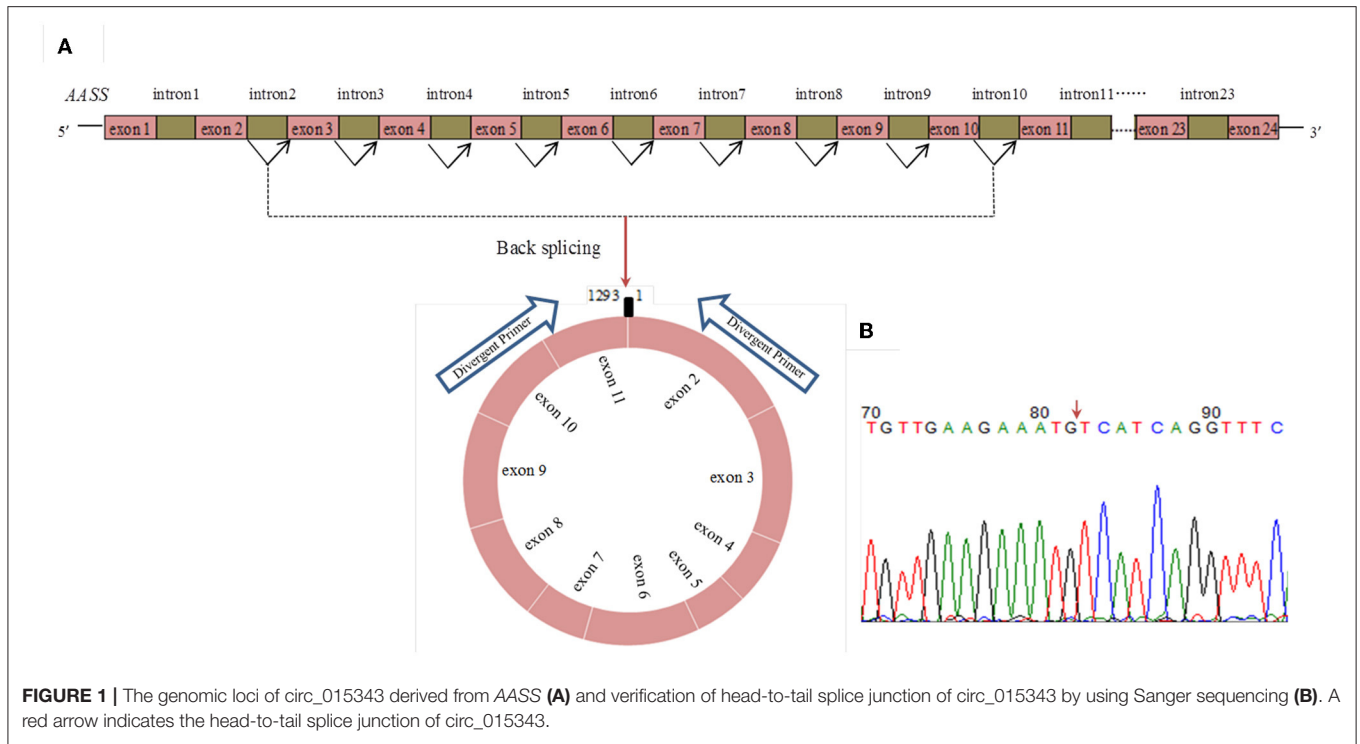 A
AASS intron1 intron2 intron3 intron4 intron5 intron6 intron7 intron8 intron9 intron10 intron11······ intron23
5′ exon 1 exon 2 exon 3 exon 4 exon 5 exon 6 exon 7 exon 8 exon 9 exon 10 exon 11 exon 23 exon 24 3′
Back splicing
1293 1
Divergent Primer Divergent Primer
exon 2
exon 3
exon 4
exon 5
exon 6
exon 7
exon 8
exon 9
exon 10
exon 11
B
70 80 90
T G T T G A A G A A A T G T C A T C A G G T T T C
FIGURE 1 | The genomic loci of circ_015343 derived from AASS (A) and verification of head-to-tail splice junction of circ_015343 by using Sanger sequencing (B). A
red arrow indicates the head-to-tail splice junction of circ_015343.